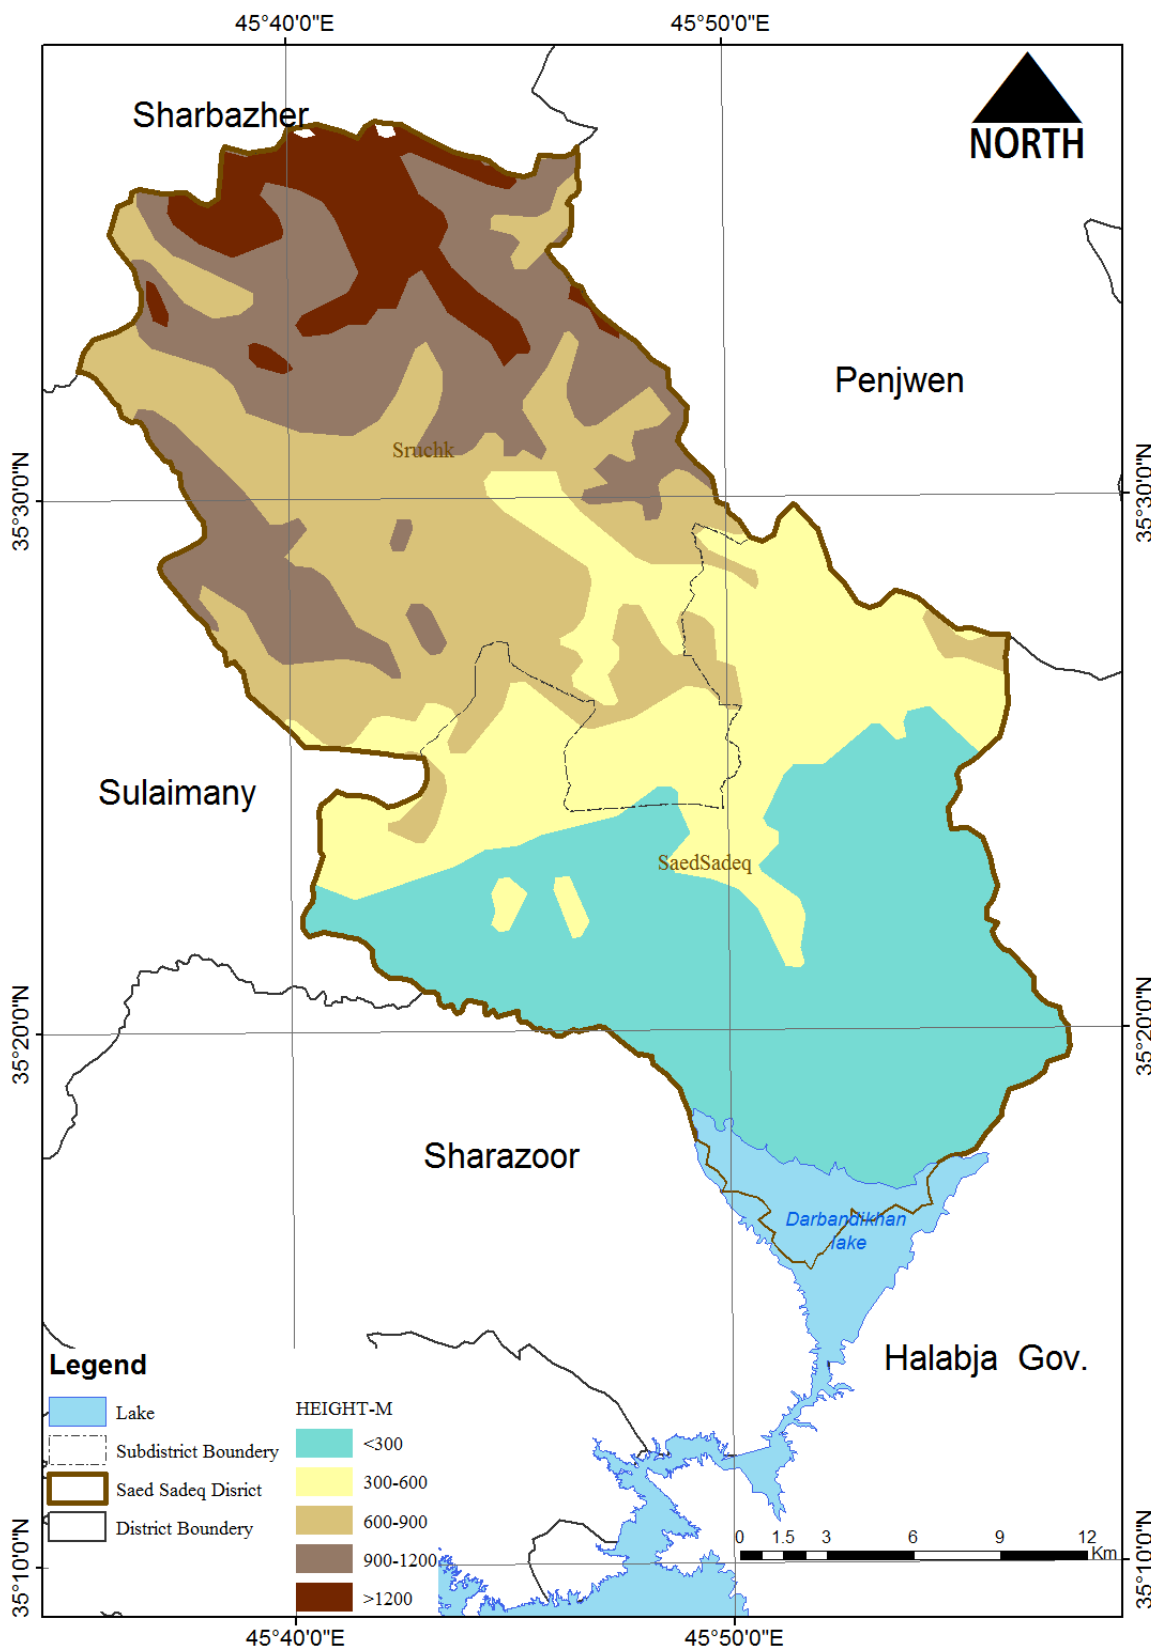 45°40'0"E
45°50'0"E
Sharbazher
NORTH
Penjwen
Sruchk
35°30'0"N
35°30'0"N
Sulaimany
SaedSadeq
35°20'0"N
35°20'0"N
Sharazoor
Darbandikhan
lake
Halabja Gov.
Legend
Lake
Subdistrict Boundary
Saed Sadeq Disrict
District Boundary
HEIGHT-M
<300
300-600
600-900
900-1200
>1200
0 1.5 3 6 9 12
Km
35°10'0"N
35°10'0"N
45°40'0"E
45°50'0"E